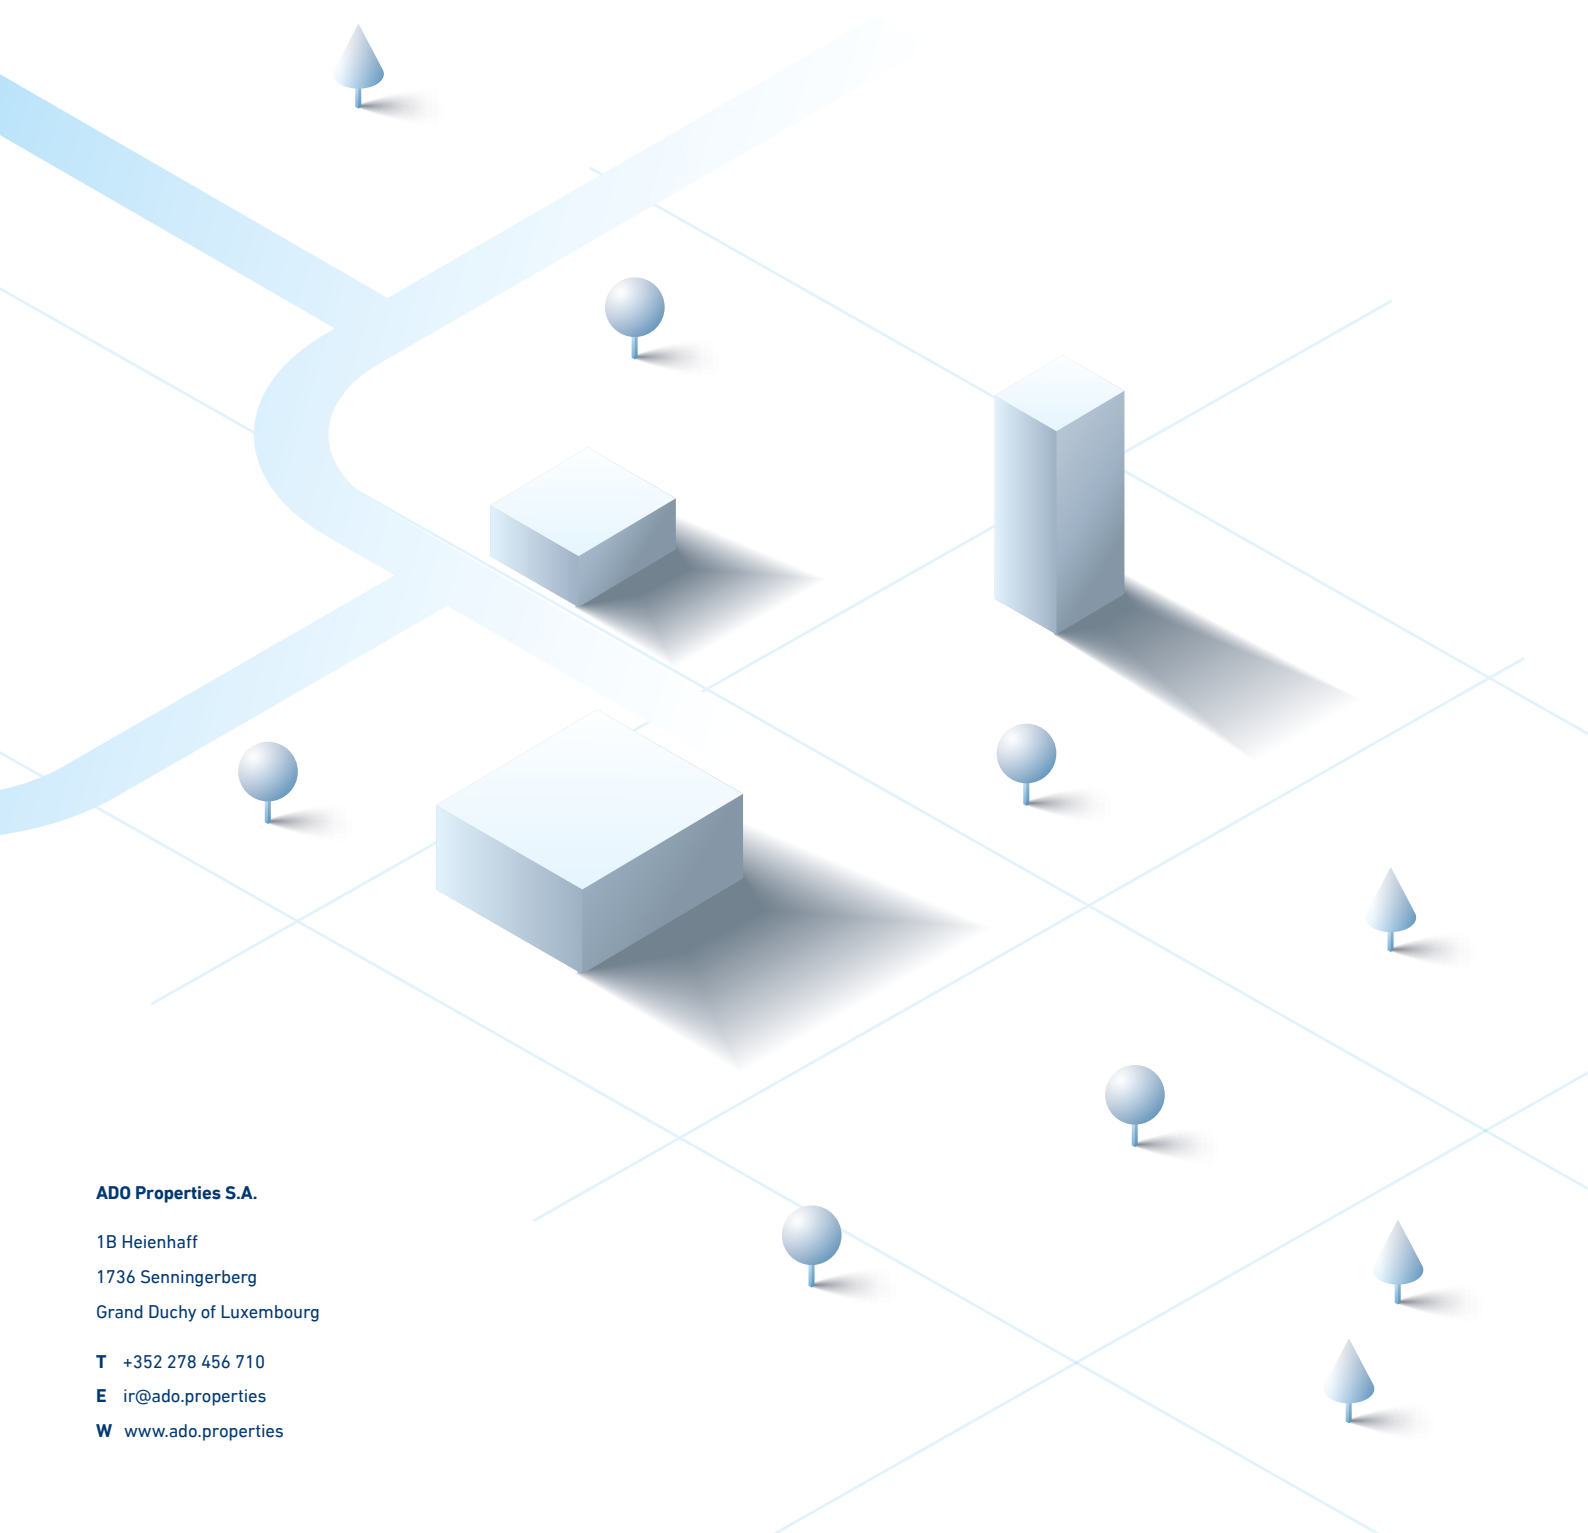 ADO Properties S.A.
1B Heienhaff
1736 Senningerberg
Grand Duchy of Luxembourg
T +352 278 456 710
E ir@ado.properties
W www.ado.properties